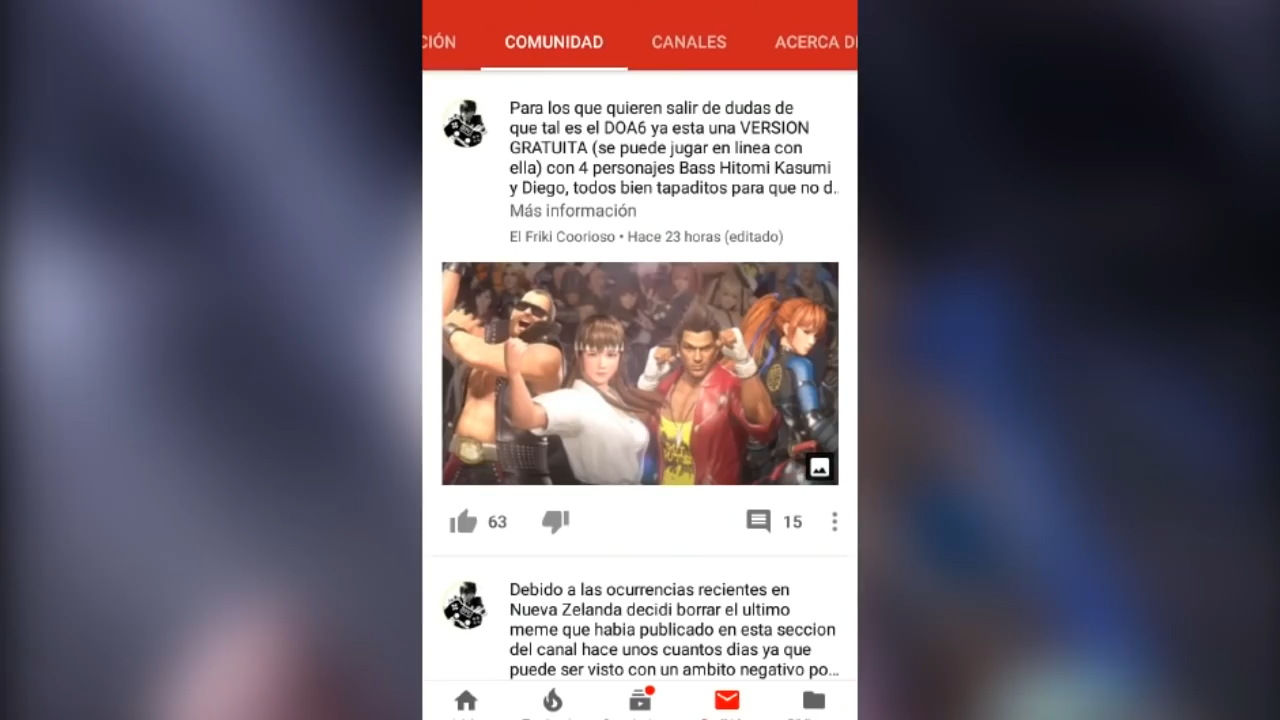 CIÓN COMUNIDAD CANALES ACERCA DE
Para los que quieren salir de dudas de
que tal es el DOA6 ya esta una VERSION
GRATUITA (se puede jugar en linea con
ella) con 4 personajes Bass Hitomi Kasumi
y Diego, todos bien tapaditos para que no d..
Más información
El Friki Coorioso • Hace 23 horas (editado)
63
15
Debido a las ocurrencias recientes en
Nueva Zelanda decidi borrar el ultimo
meme que habia publicado en esta seccion
del canal hace unos cuantos dias ya que
puede ser visto con un ambito negativo po...